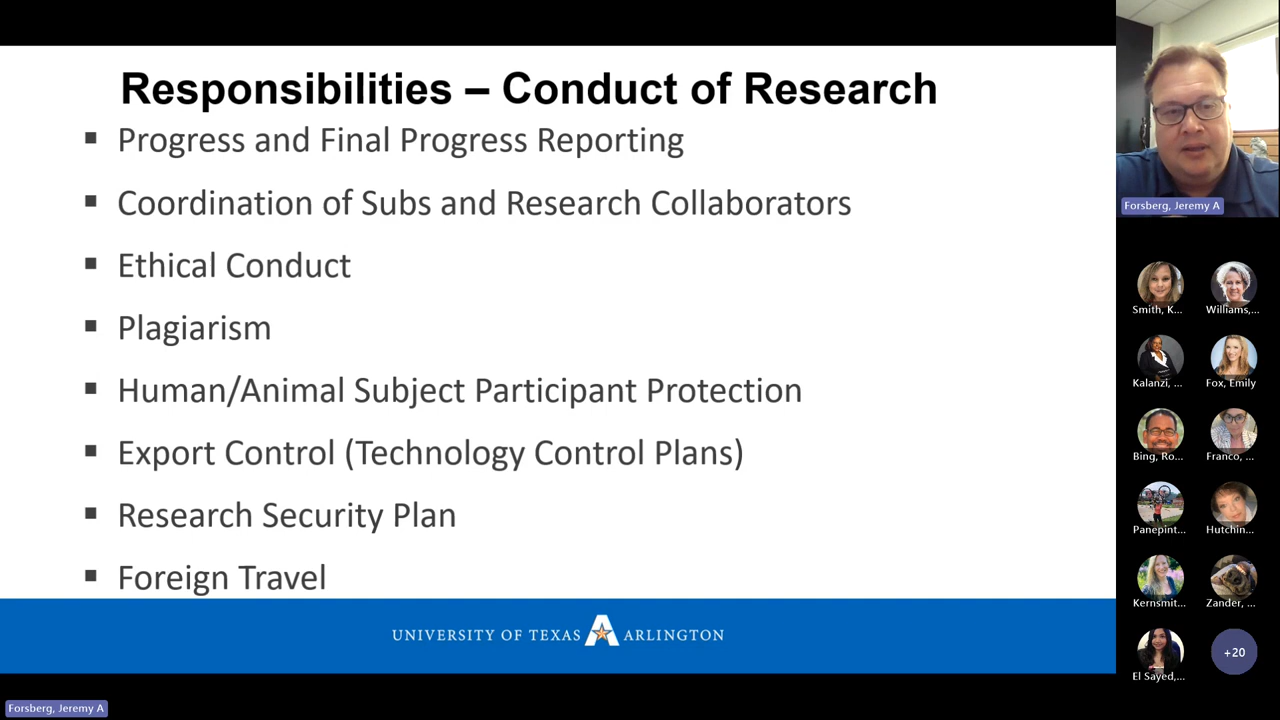 Responsibilities – Conduct of Research
▪ Progress and Final Progress Reporting
▪ Coordination of Subs and Research Collaborators
▪ Ethical Conduct
▪ Plagiarism
▪ Human/Animal Subject Participant Protection
▪ Export Control (Technology Control Plans)
▪ Research Security Plan
▪ Foreign Travel
UNIVERSITY OF TEXAS A ARLINGTON
Forsberg, Jeremy A
Smith, K...
Williams,...
Kalanzi, ...
Fox, Emily
Bing, Ro...
Franco, ...
Panepint...
Hutchin...
Kernsmit...
Zander, ...
El Sayed,...
+20
Forsberg, Jeremy A